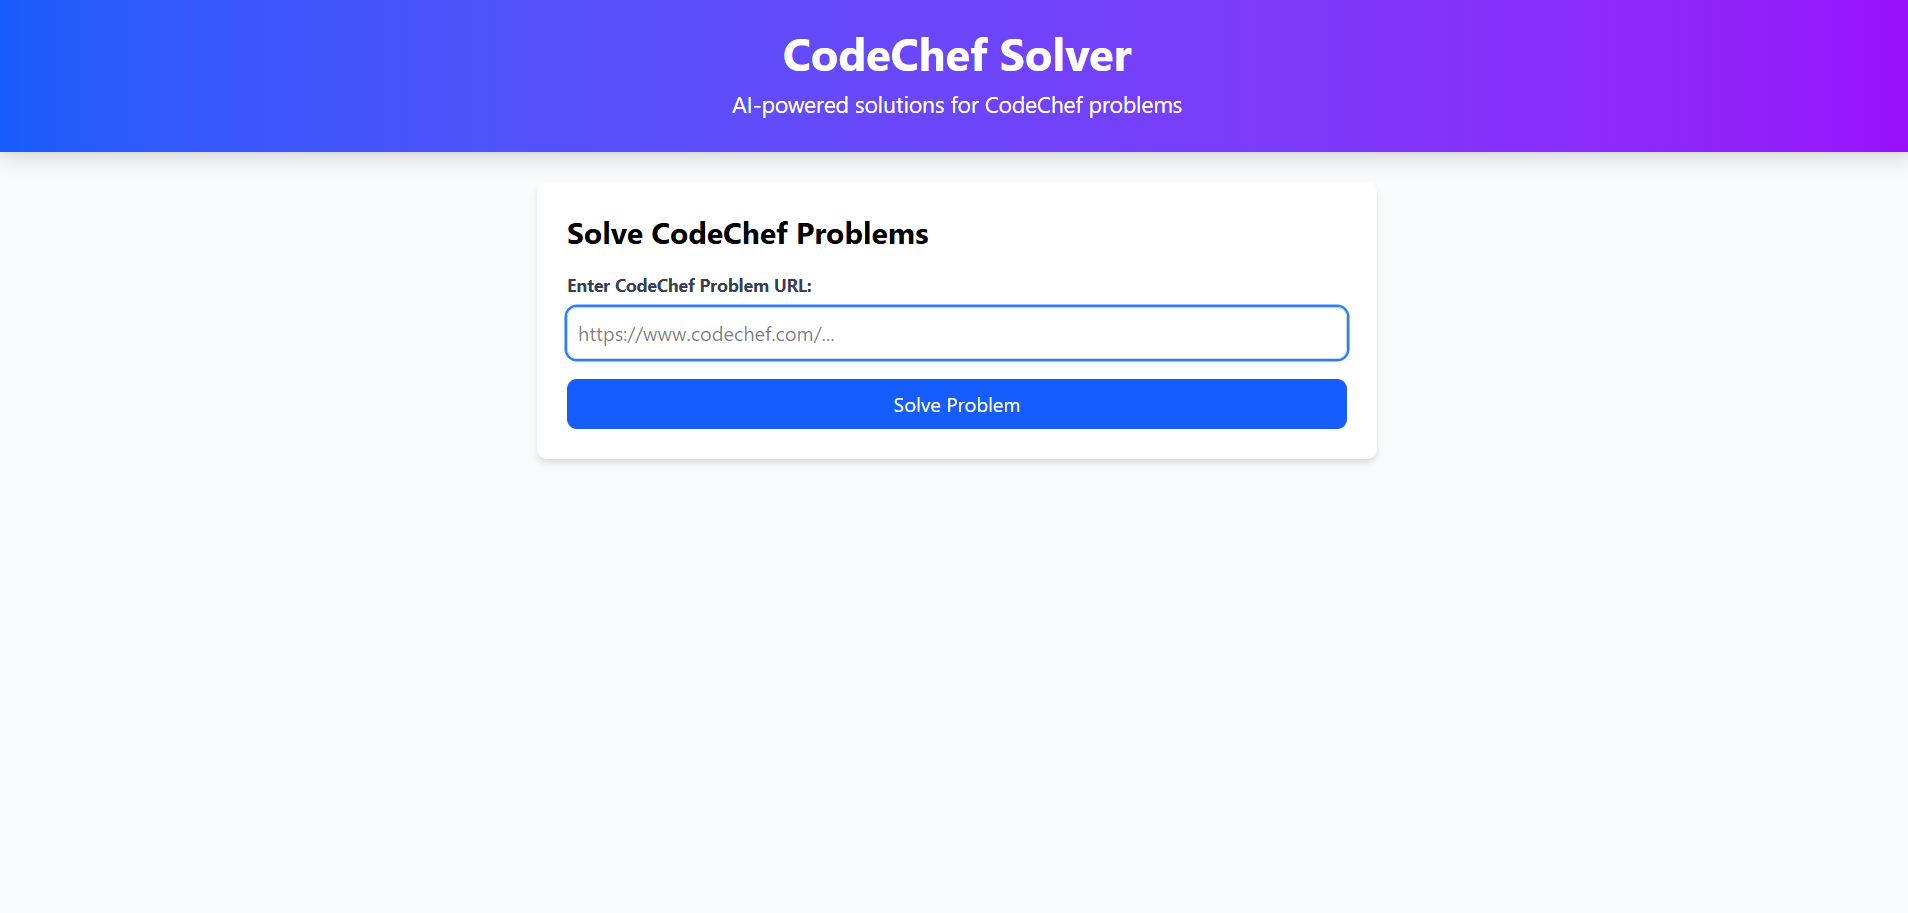 CodeChef Solver
AI-powered solutions for CodeChef problems
Solve CodeChef Problems
Enter CodeChef Problem URL:
https://www.codechef.com/...
Solve Problem